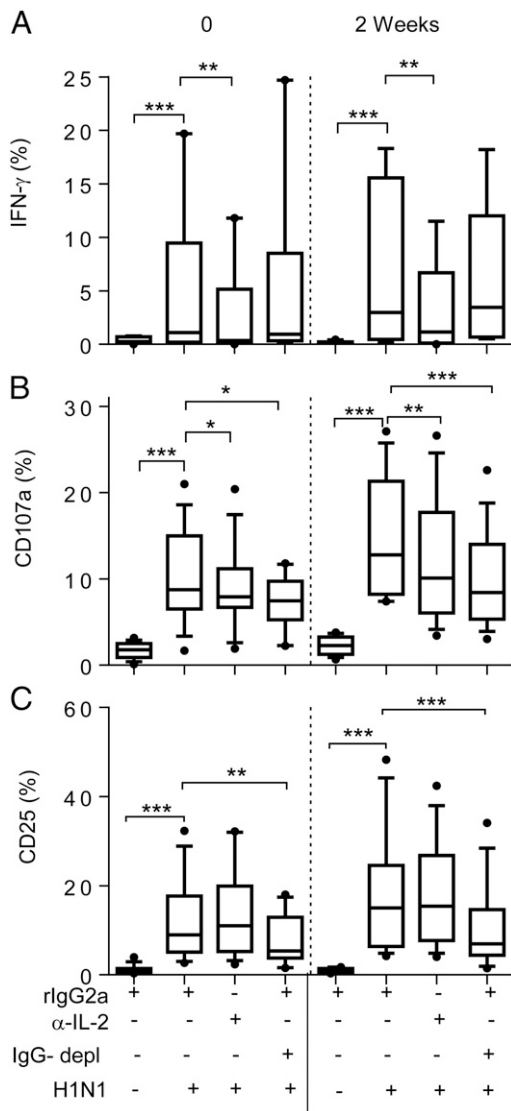 A
0 2 Weeks
25
20
15
10
5
0
IFN-γ (%)
*** ** *** **
B
30
20
10
0
CD107a (%)
*** * * *** ** ***
C
60
40
20
0
CD25 (%)
*** ** *** ***
rIgG2a + + - + + + - +
α-IL-2 - - + - - - + -
IgG- depl - - - + - - - +
H1N1 - + + + - + + +